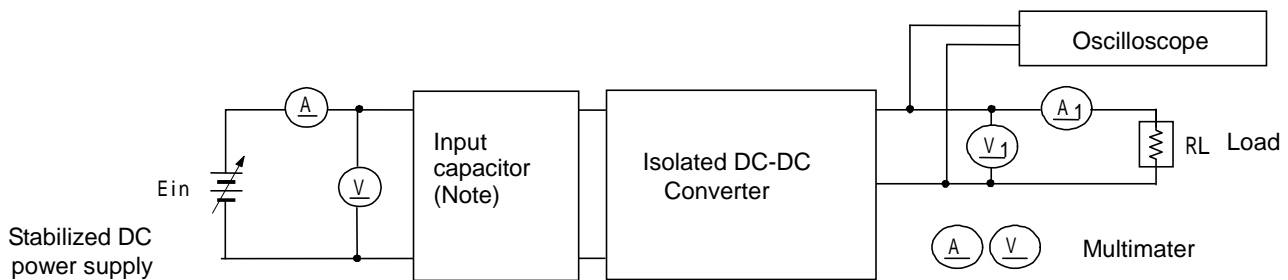 Oscilloscope
A
A1
Input
capacitor
(Note)
Isolated DC-DC
Converter
V1
RL Load
Ein
V
Stabilized DC
power supply
A V Multimater